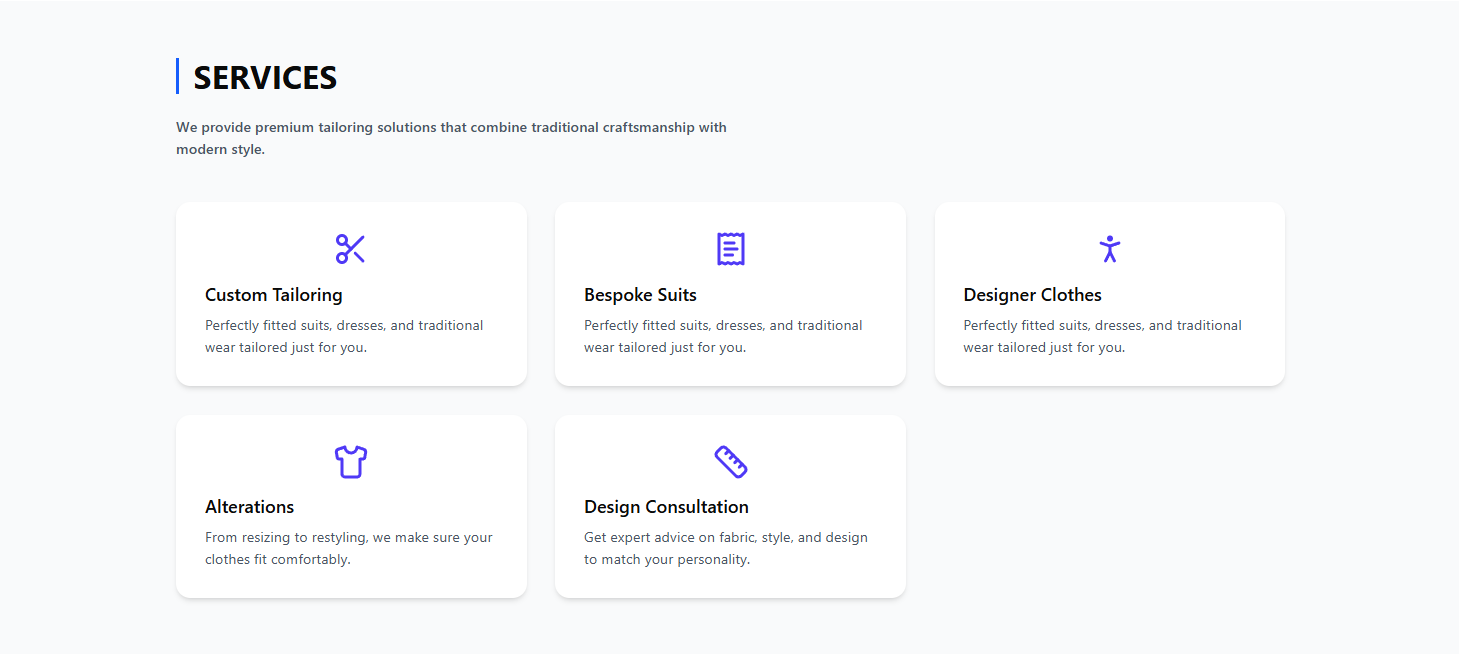 SERVICES
We provide premium tailoring solutions that combine traditional craftsmanship with
modern style.
Custom Tailoring
Perfectly fitted suits, dresses, and traditional
wear tailored just for you.
Bespoke Suits
Perfectly fitted suits, dresses, and traditional
wear tailored just for you.
Designer Clothes
Perfectly fitted suits, dresses, and traditional
wear tailored just for you.
Alterations
From resizing to restyling, we make sure your
clothes fit comfortably.
Design Consultation
Get expert advice on fabric, style, and design
to match your personality.